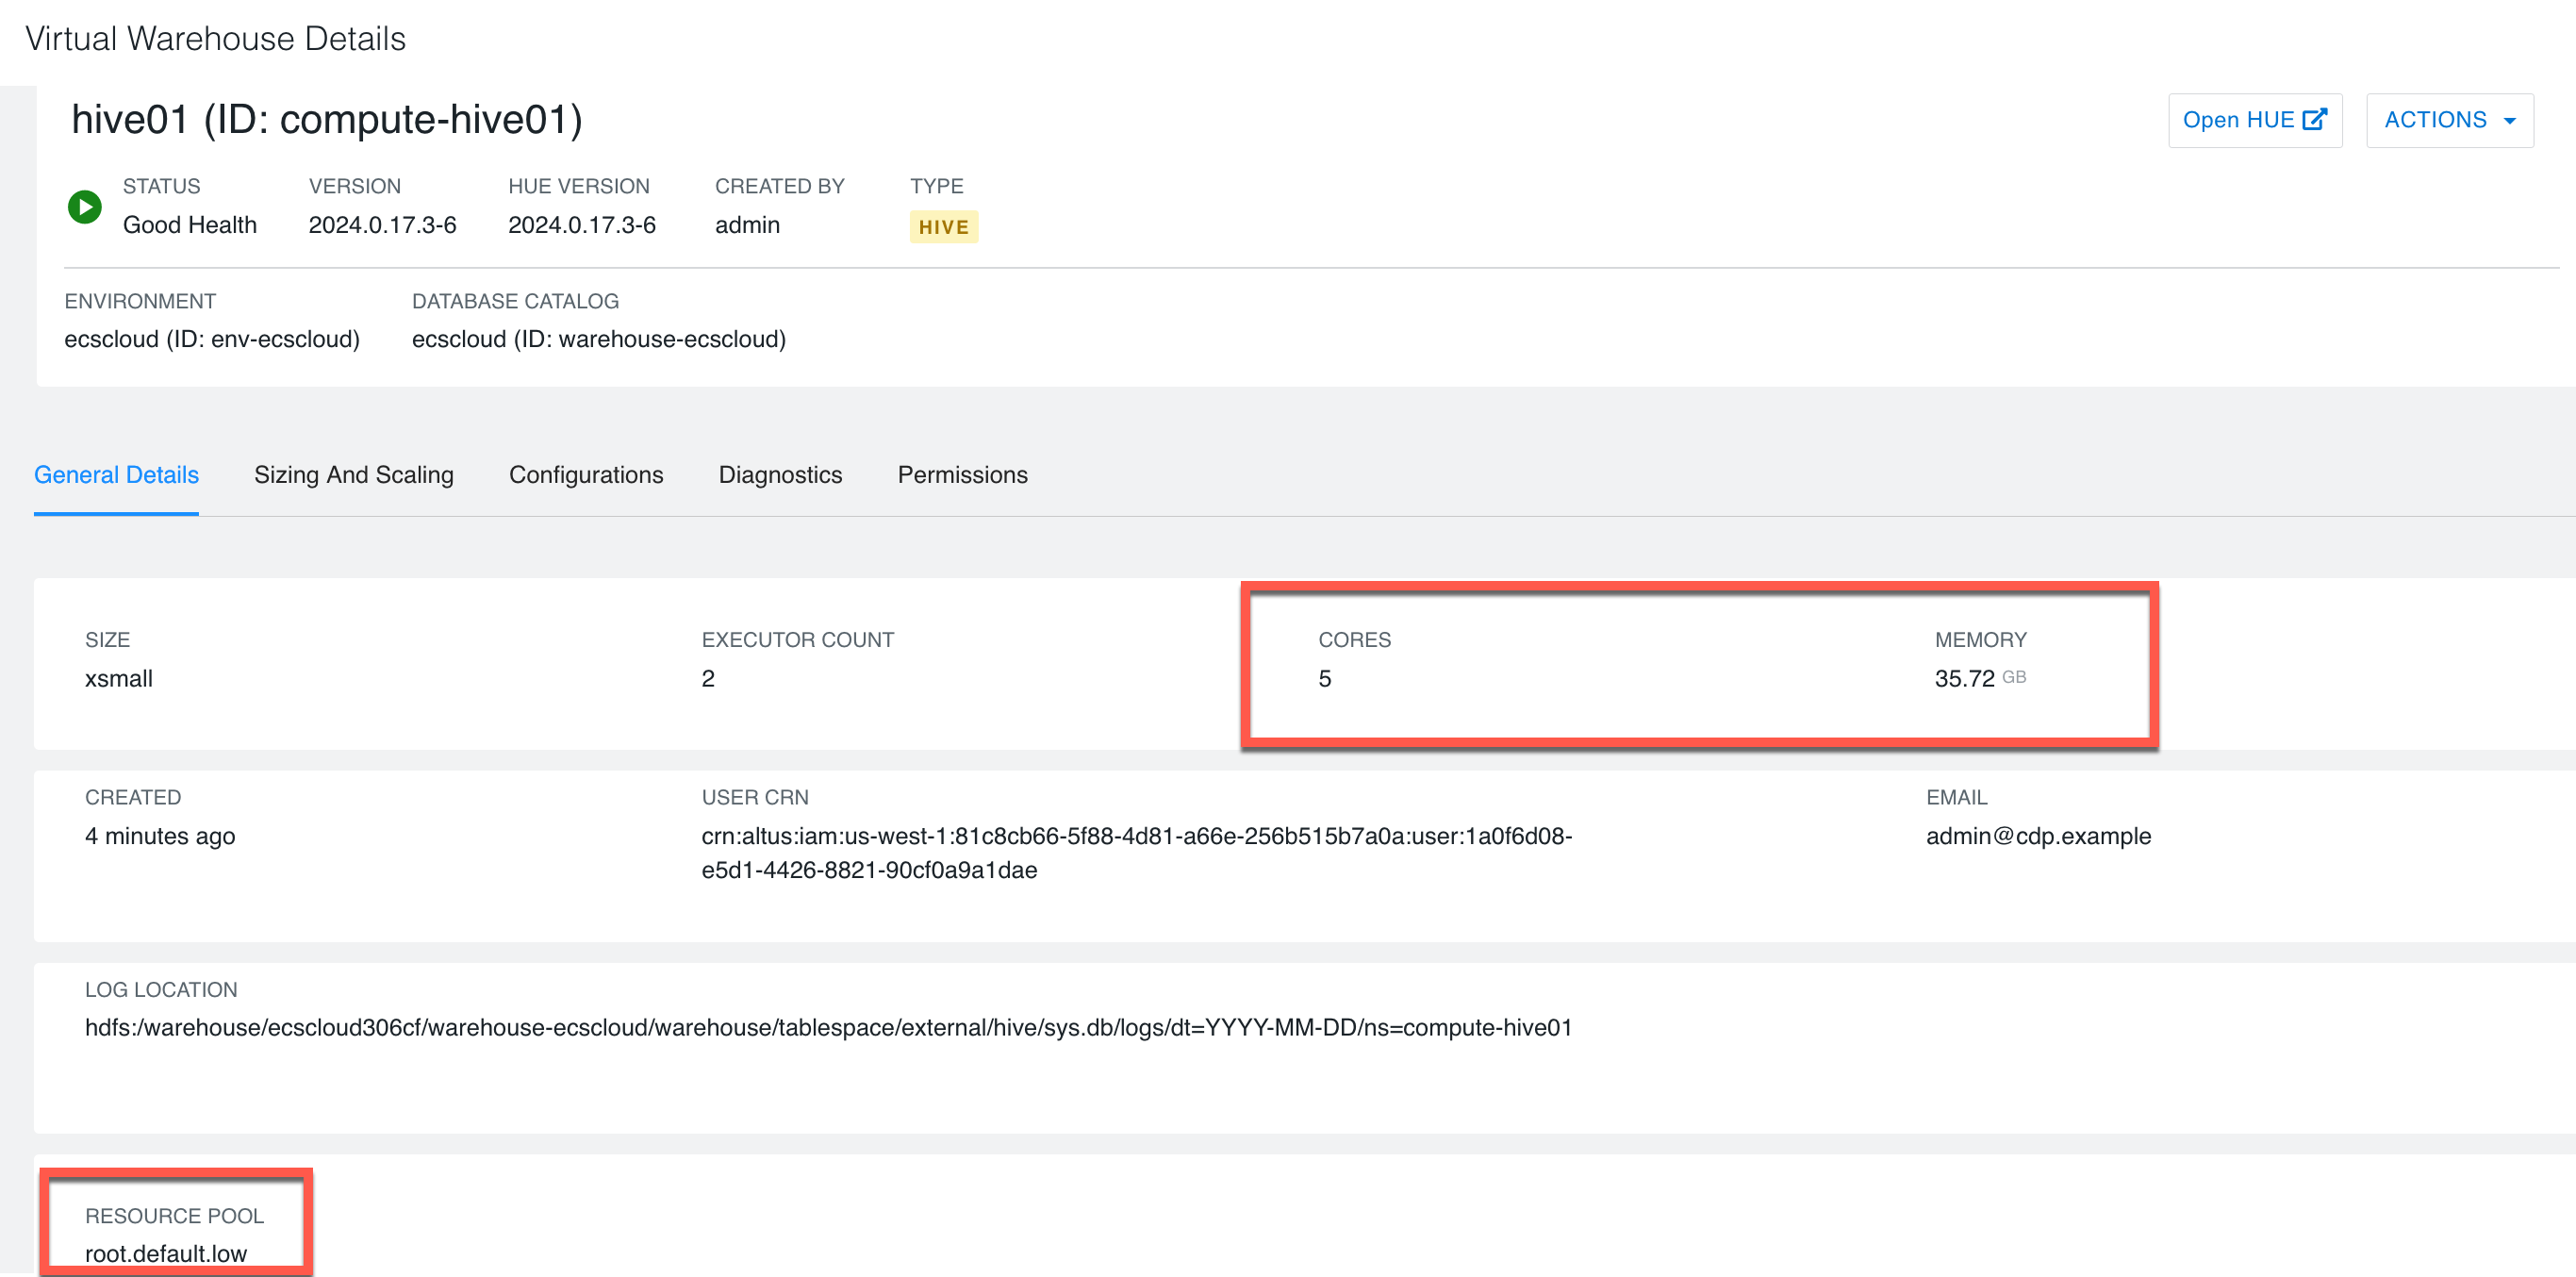 Virtual Warehouse Details
hive01 (ID: compute-hive01)
Open HUE
ACTIONS
STATUS VERSION HUE VERSION CREATED BY TYPE
Good Health 2024.0.17.3-6 2024.0.17.3-6 admin HIVE
ENVIRONMENT DATABASE CATALOG
ecscloud (ID: env-ecscloud) ecscloud (ID: warehouse-ecscloud)
General Details Sizing And Scaling Configurations Diagnostics Permissions
SIZE EXECUTOR COUNT CORES MEMORY
xsmall 2 5 35.72 GB
CREATED USER CRN EMAIL
4 minutes ago crn:altus:iam:us-west-1:81c8cb66-5f88-4d81-a66e-256b515b7a0a:user:1a0f6d08- admin@cdp.example
e5d1-4426-8821-90cf0a9a1dae
LOG LOCATION
hdfs:/warehouse/ecscloud306cf/warehouse-ecscloud/warehouse/tablespace/external/hive/sys.db/logs/dt=YYYY-MM-DD/ns=compute-hive01
RESOURCE POOL
root.default.low